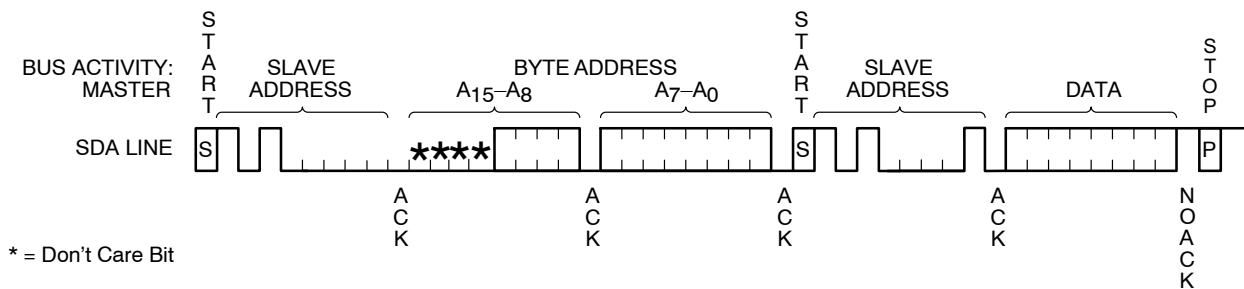 START
START
STOP
BUS ACTIVITY:
MASTER
SLAVE
ADDRESS
BYTE ADDRESS
A15–A8
A7–A0
SLAVE
ADDRESS
DATA
SDA LINE
S
****
S
P
ACK
ACK
ACK
ACK
NOACK
* = Don't Care Bit